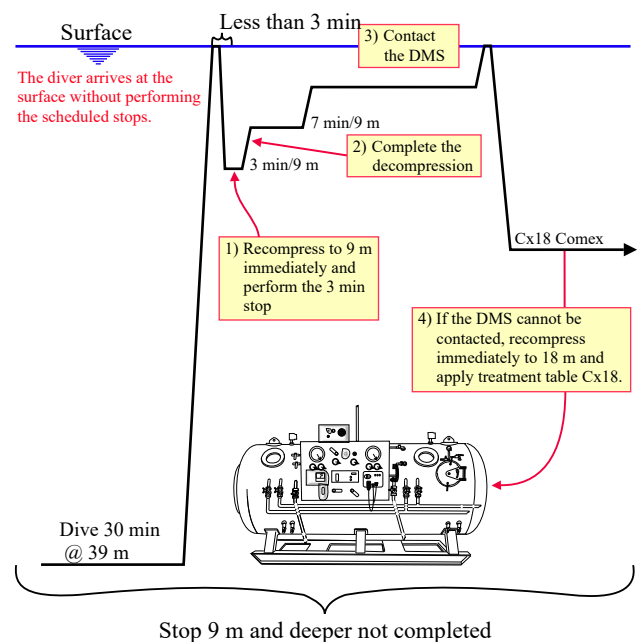 Less than 3 min
Surface
3) Contact
the DMS
The diver arrives at the
surface without performing
the scheduled stops.
7 min/9 m
2) Complete the
decompression
3 min/9 m
1) Recompress to 9 m
immediately and
perform the 3 min
stop
Cx18 Comex
4) If the DMS cannot be
contacted, recompress
immediately to 18 m and
apply treatment table Cx18.
Dive 30 min
@ 39 m
Stop 9 m and deeper not completed